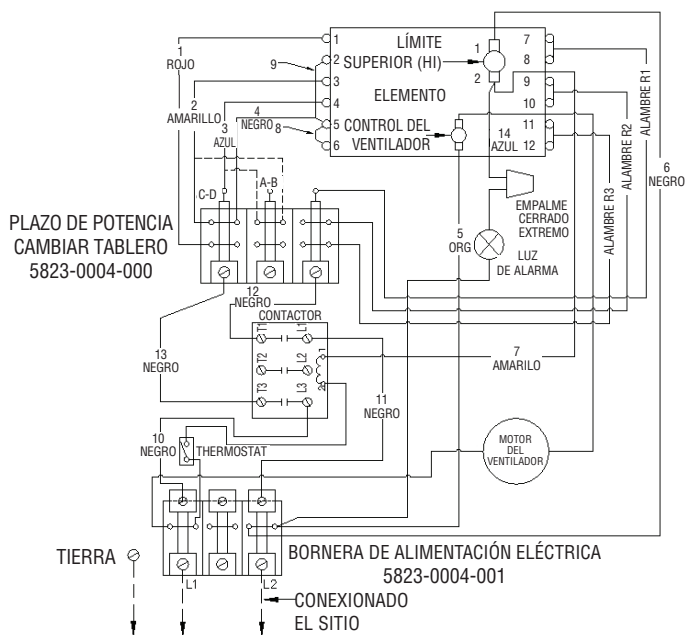 1
ROJO
9
2
AMARILLO
3
AZUL
4
NEGRO
8
1
2
3
4
5
6
LÍMITE
SUPERIOR (HI)
ELEMENTO
CONTROL DEL
VENTILADOR
1
2
14
AZUL
7
8
9
10
11
12
ALAMBRE R1
ALAMBRE R2
ALAMBRE R3
6
NEGRO
EMPALME
CERRADO
EXTREMO
LUZ
DE ALARMA
5
ORG
C-D
A-B
PLAZO DE POTENCIA
CAMBIAR TABLERO
5823-0004-000
12
NEGRO
CONTACTOR
T1
L1
T2
L2
T3
L3
1
2
13
NEGRO
7
AMARILO
11
NEGRO
10
NEGRO
THERMOSTAT
MOTOR
DEL
VENTILADOR
TIERRA
L1
L2
BORNERA DE ALIMENTACIÓN ELÉCTRICA
5823-0004-001
CONEXIONADO
EL SITIO